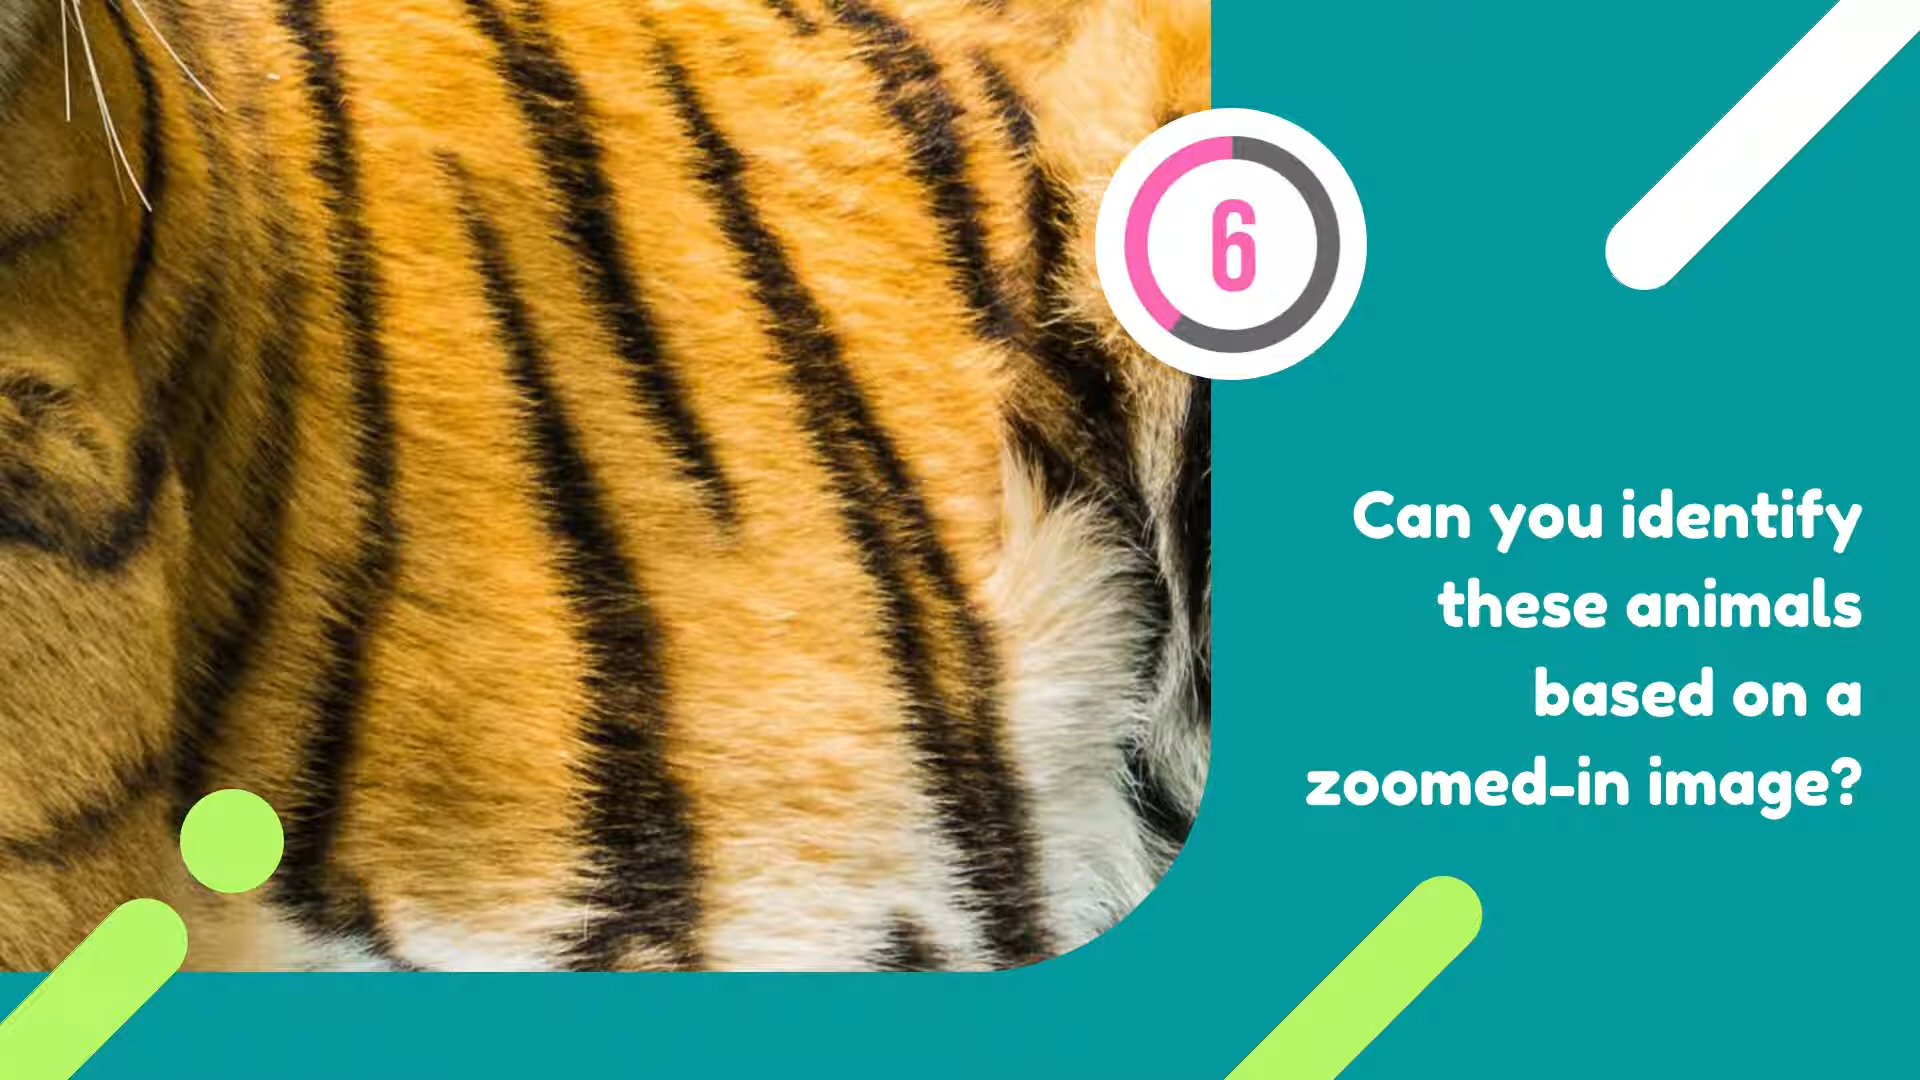 6
Can you identify
these animals
based on a
zoomed-in image?